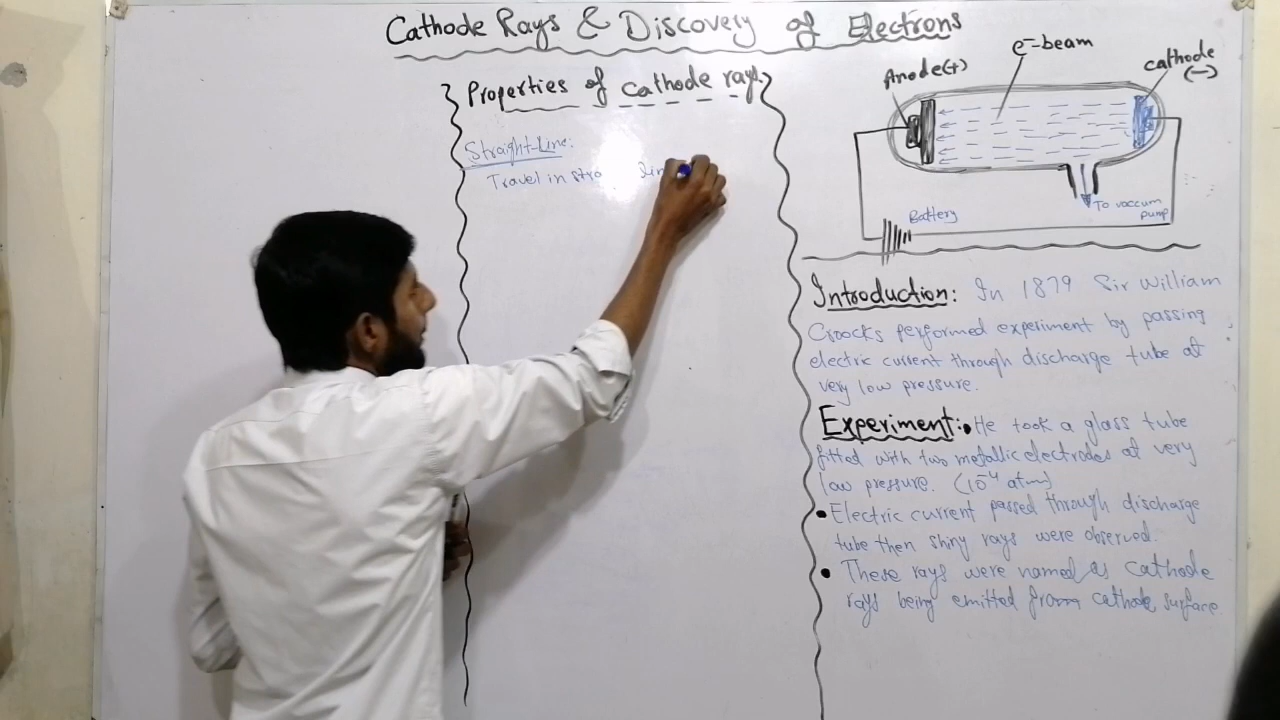 Cathode Rays & Discovery of Electrons
Properties of cathode rays
Straight-Line:
Travel in stra lin
e⁻-beam
Anode(+)
cathode
(-)
Battery
To vaccum
pump
Introduction: In 1879 Sir William
Croocks performed experiment by passing
electric current through discharge tube at
very low pressure.
Experiment:• He took a glass tube
fitted with two metallic electrodes at very
low pressure. (10⁻⁴ atm)
• Electric current passed through discharge
tube then shiny rays were observed.
• These rays were named as cathode
rays being emitted from cathode surface